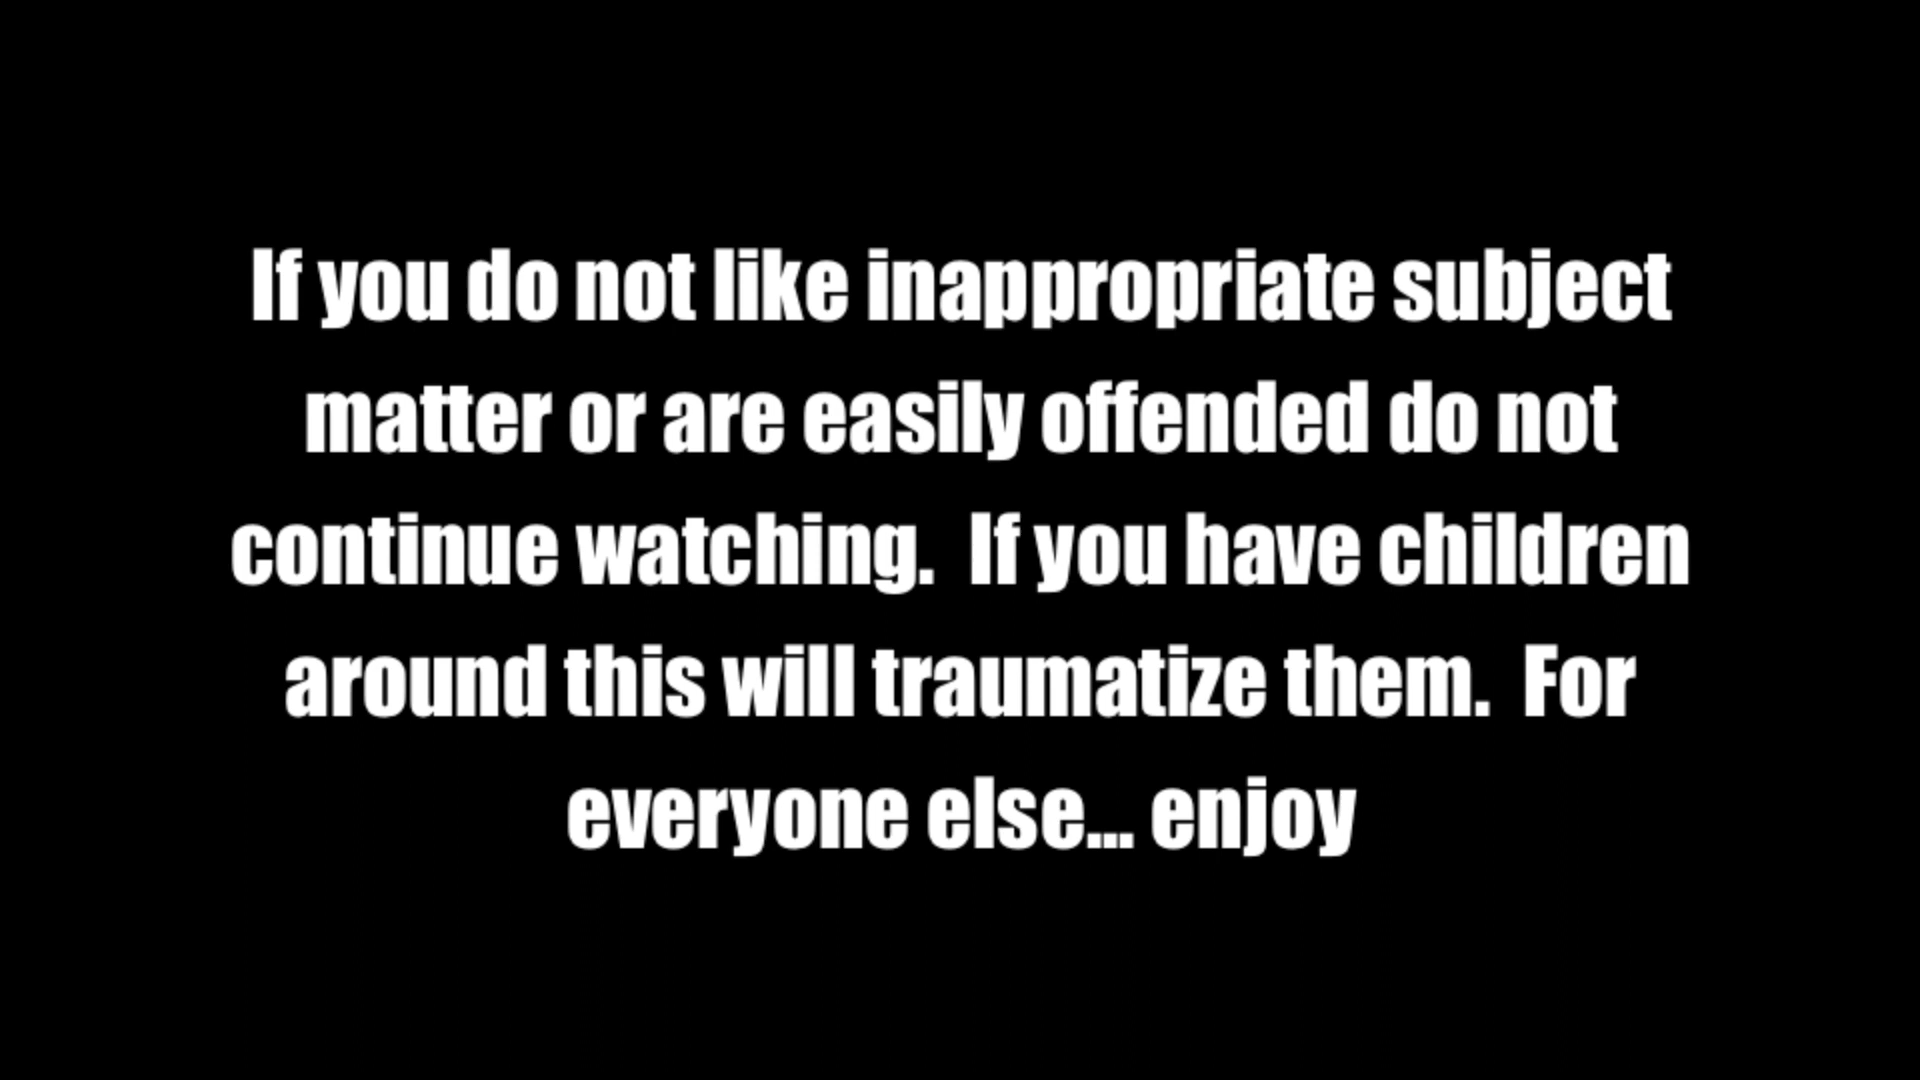 If you do not like inappropriate subject
matter or are easily offended do not
continue watching.  If you have children
around this will traumatize them.  For
everyone else... enjoy